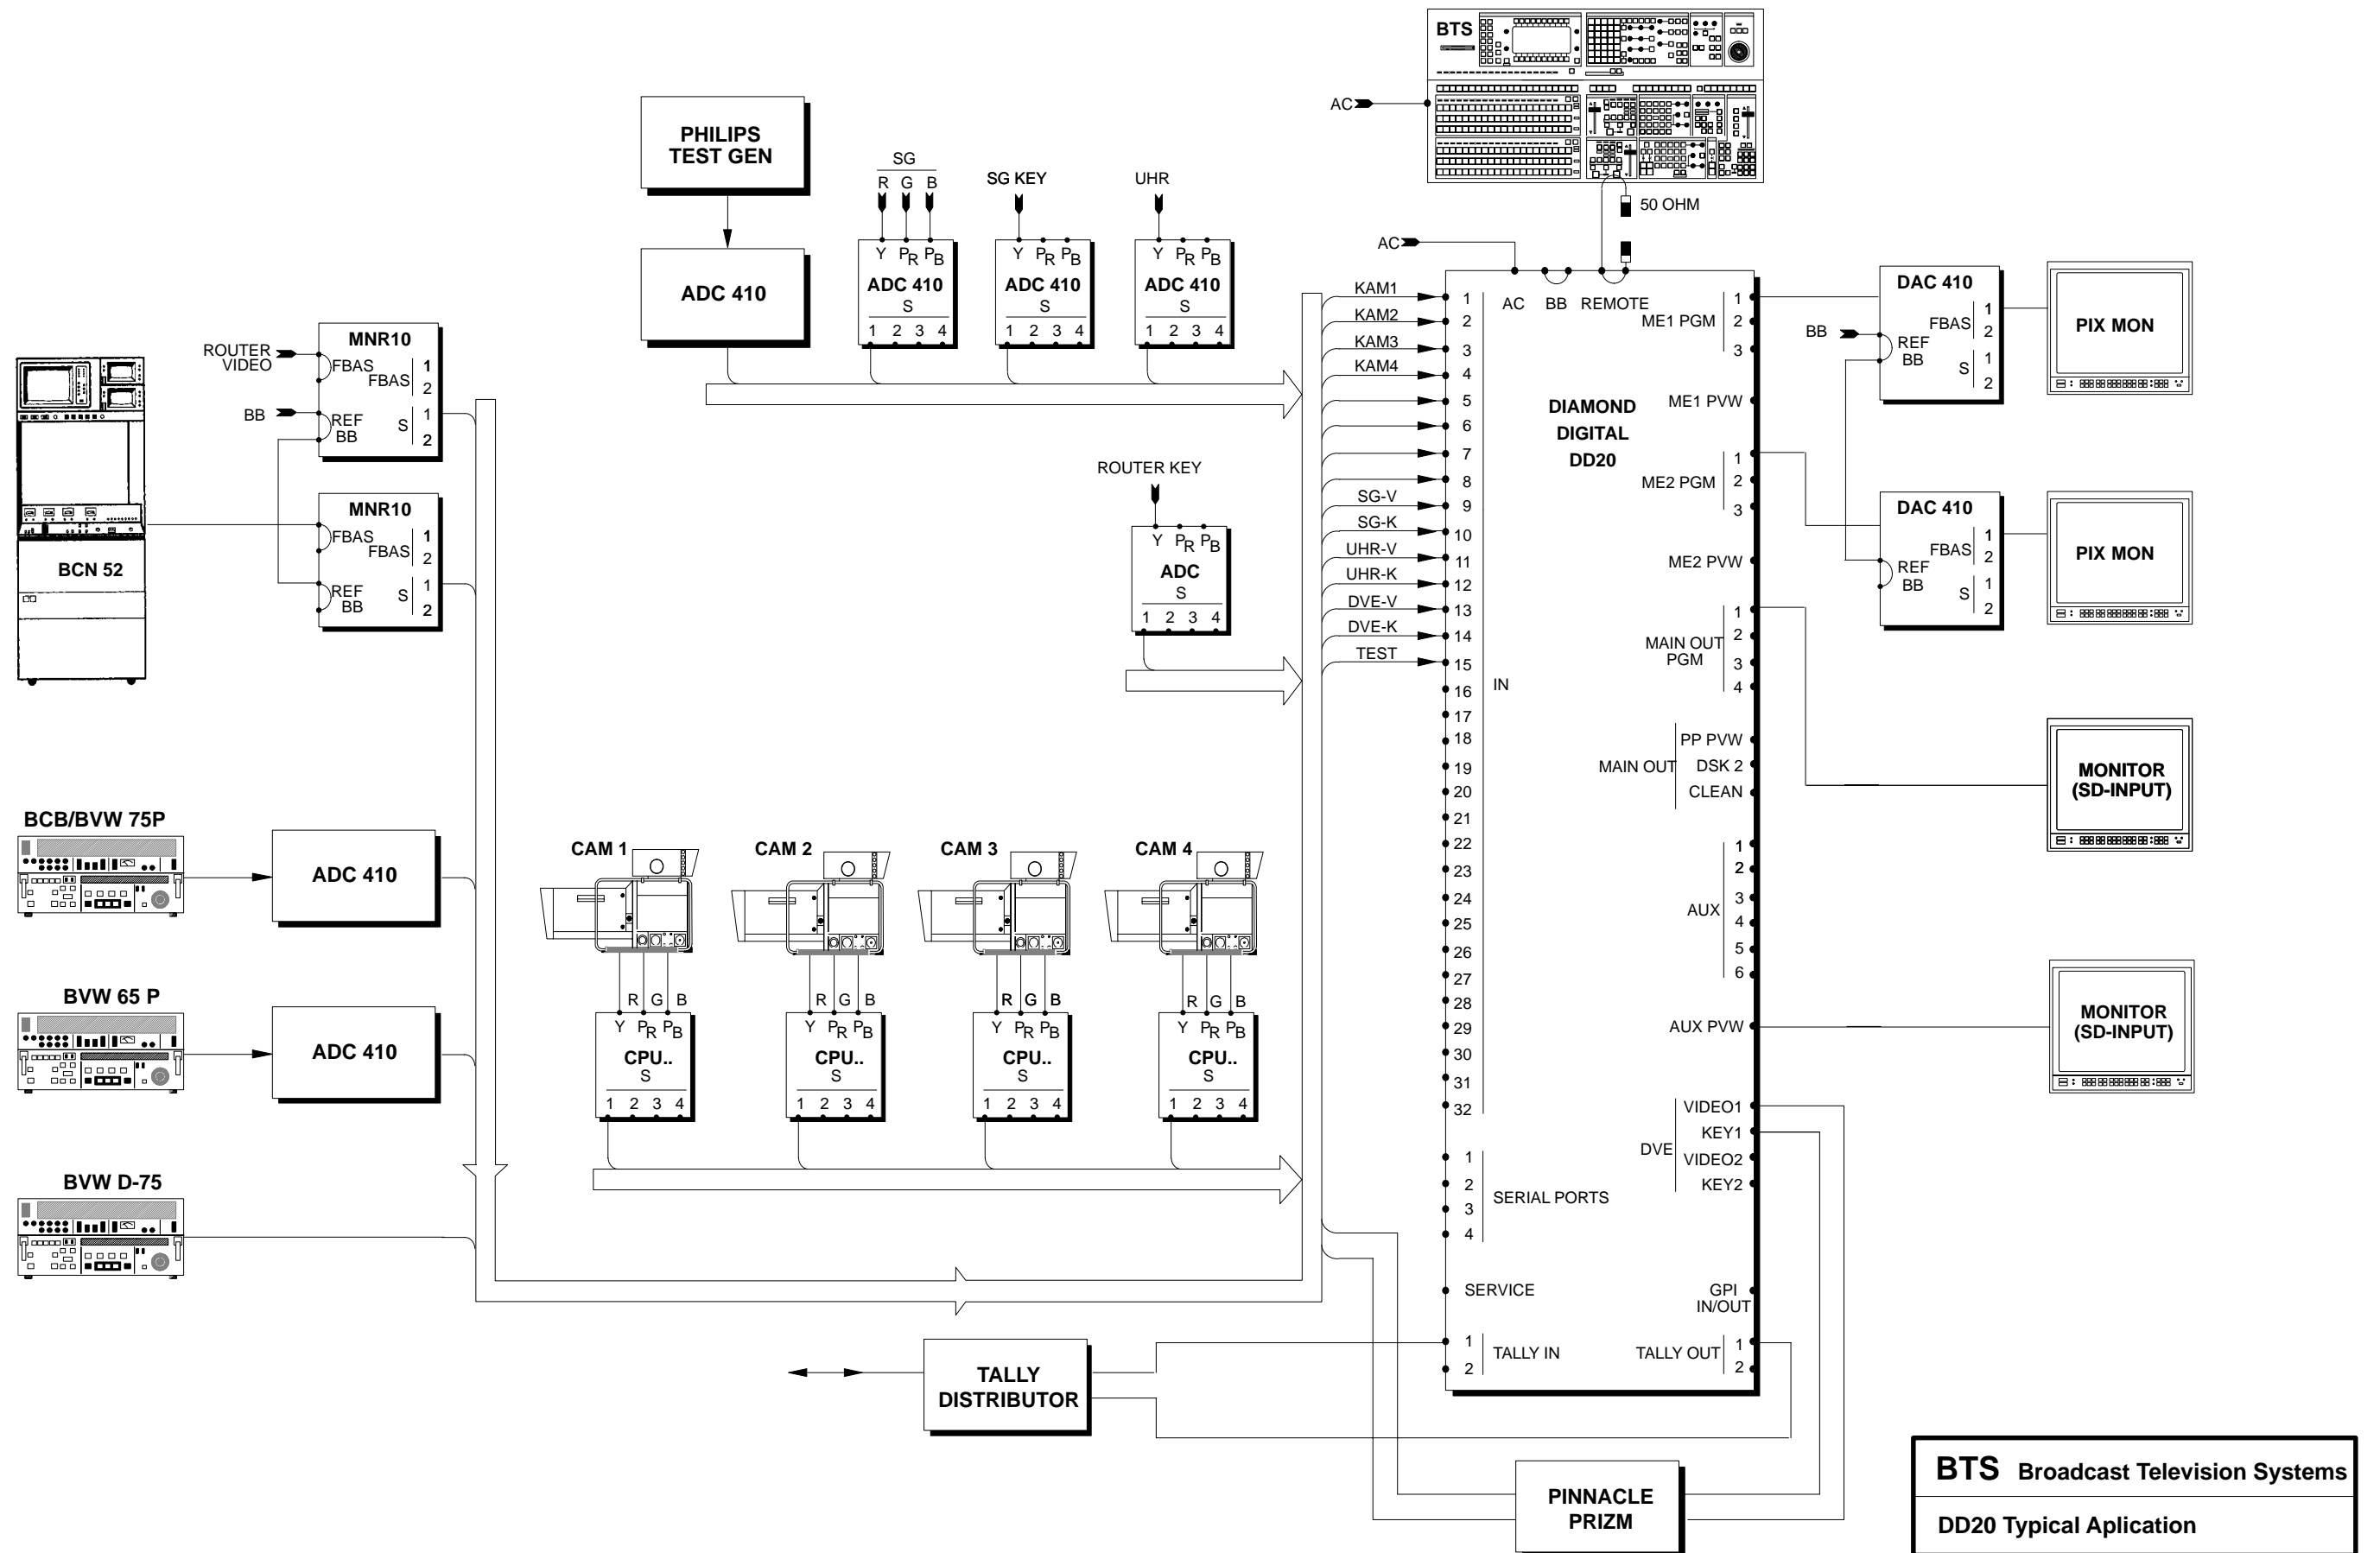 BTS
AC
50 OHM
PHILIPS
TEST GEN
ADC 410
SG
R G B
Y PR PB
ADC 410
S
1 2 3 4
SG KEY
Y PR PB
ADC 410
S
1 2 3 4
UHR
Y PR PB
ADC 410
S
1 2 3 4
ROUTER
VIDEO
BB
MNR10
FBAS 1
FBAS 2
REF
BB
S 1
2
MNR10
FBAS 1
FBAS 2
REF
BB
S 1
2
BCN 52
BCB/BVW 75P
ADC 410
BVW 65 P
ADC 410
BVW D-75
ROUTER KEY
Y PR PB
ADC
S
1 2 3 4
CAM 1
R G B
Y PR PB
CPU..
S
1 2 3 4
CAM 2
R G B
Y PR PB
CPU..
S
1 2 3 4
CAM 3
R G B
Y PR PB
CPU..
S
1 2 3 4
CAM 4
R G B
Y PR PB
CPU..
S
1 2 3 4
AC
AC BB REMOTE
DIAMOND
DIGITAL
DD20
KAM1 1
KAM2 2
KAM3 3
KAM4 4
5
6
7
8
SG-V 9
SG-K 10
UHR-V 11
UHR-K 12
DVE-V 13
DVE-K 14
TEST 15
16
IN
17
18
19
20
21
22
23
24
25
26
27
28
29
30
31
32
1
2
SERIAL PORTS
3
4
SERVICE
1
TALLY IN
2
ME1 PGM
1
2
3
ME1 PVW
ME2 PGM
1
2
3
ME2 PVW
MAIN OUT
PGM
1
2
3
4
MAIN OUT
PP PVW
DSK 2
CLEAN
AUX
1
2
3
4
5
6
AUX PVW
DVE
VIDEO1
KEY1
VIDEO2
KEY2
GPI
IN/OUT
TALLY OUT
1
2
BB
DAC 410
FBAS 1
2
REF
BB
S 1
2
PIX MON
DAC 410
FBAS 1
2
REF
BB
S 1
2
PIX MON
MONITOR
(SD-INPUT)
MONITOR
(SD-INPUT)
TALLY
DISTRIBUTOR
PINNACLE
PRIZM
BTS Broadcast Television Systems
DD20 Typical Aplication